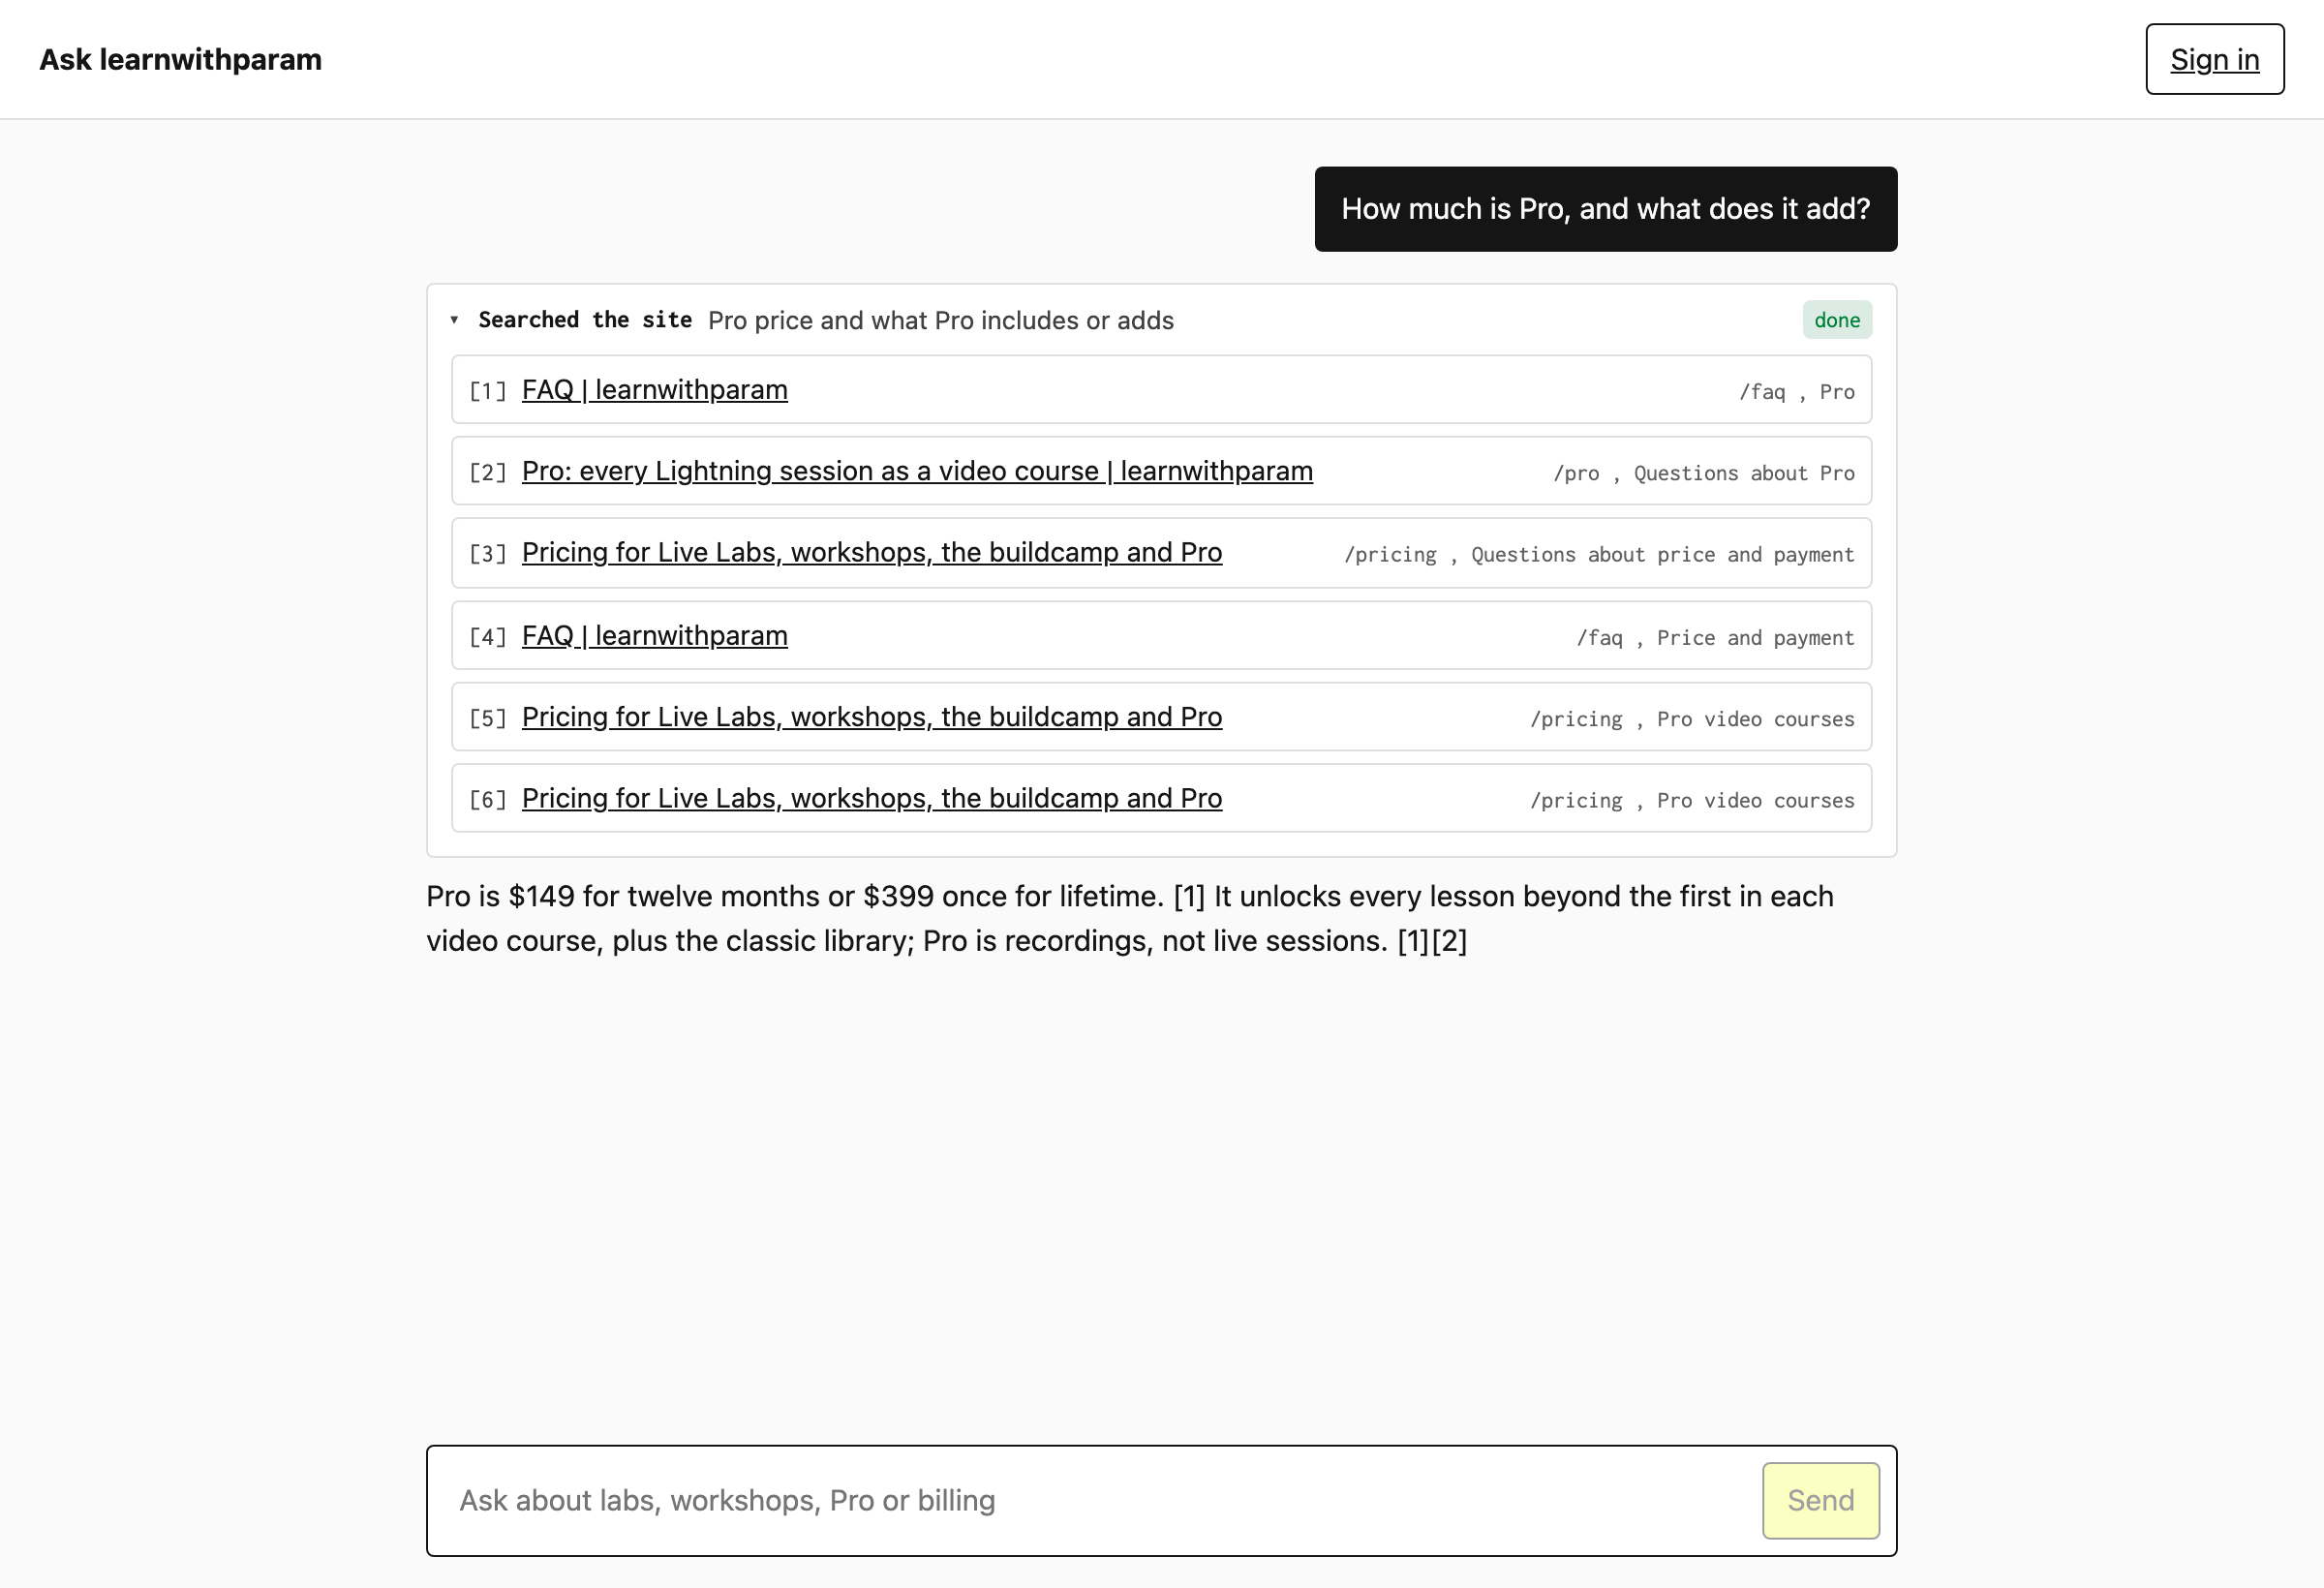 Ask learnwithparam
Sign in
How much is Pro, and what does it add?
▾ Searched the site Pro price and what Pro includes or adds done
[1] FAQ | learnwithparam /faq , Pro
[2] Pro: every Lightning session as a video course | learnwithparam /pro , Questions about Pro
[3] Pricing for Live Labs, workshops, the buildcamp and Pro /pricing , Questions about price and payment
[4] FAQ | learnwithparam /faq , Price and payment
[5] Pricing for Live Labs, workshops, the buildcamp and Pro /pricing , Pro video courses
[6] Pricing for Live Labs, workshops, the buildcamp and Pro /pricing , Pro video courses
Pro is $149 for twelve months or $399 once for lifetime. [1] It unlocks every lesson beyond the first in each
video course, plus the classic library; Pro is recordings, not live sessions. [1][2]
Ask about labs, workshops, Pro or billing
Send